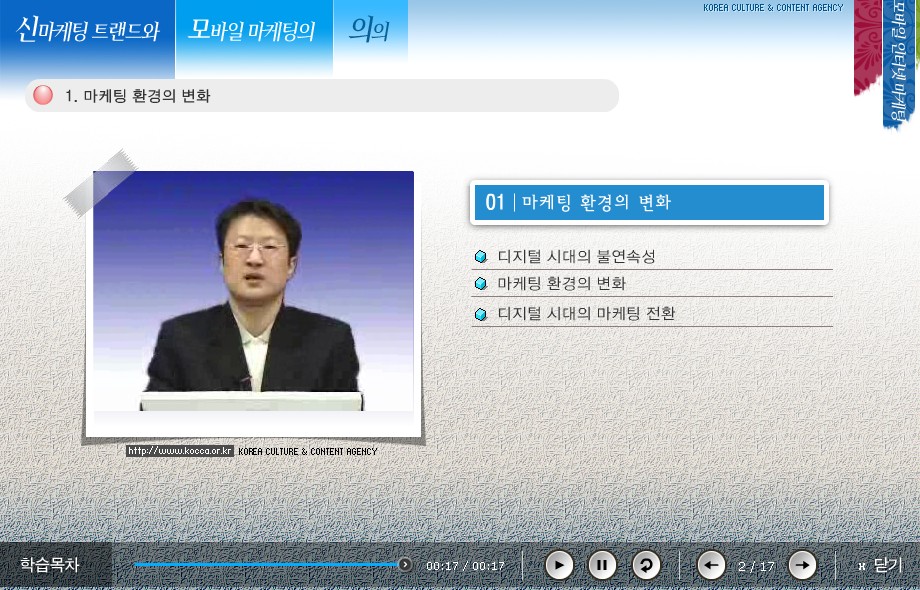 신마케팅 트랜드와 모바일 마케팅의 의의
KOREA CULTURE & CONTENT AGENCY
모바일 인터넷 마케팅
1. 마케팅 환경의 변화
01 마케팅 환경의 변화
디지털 시대의 불연속성
마케팅 환경의 변화
디지털 시대의 마케팅 전환
http://www.kocca.or.kr KOREA CULTURE & CONTENT AGENCY
학습목차
00:17 / 00:17
2 / 17
x 닫기